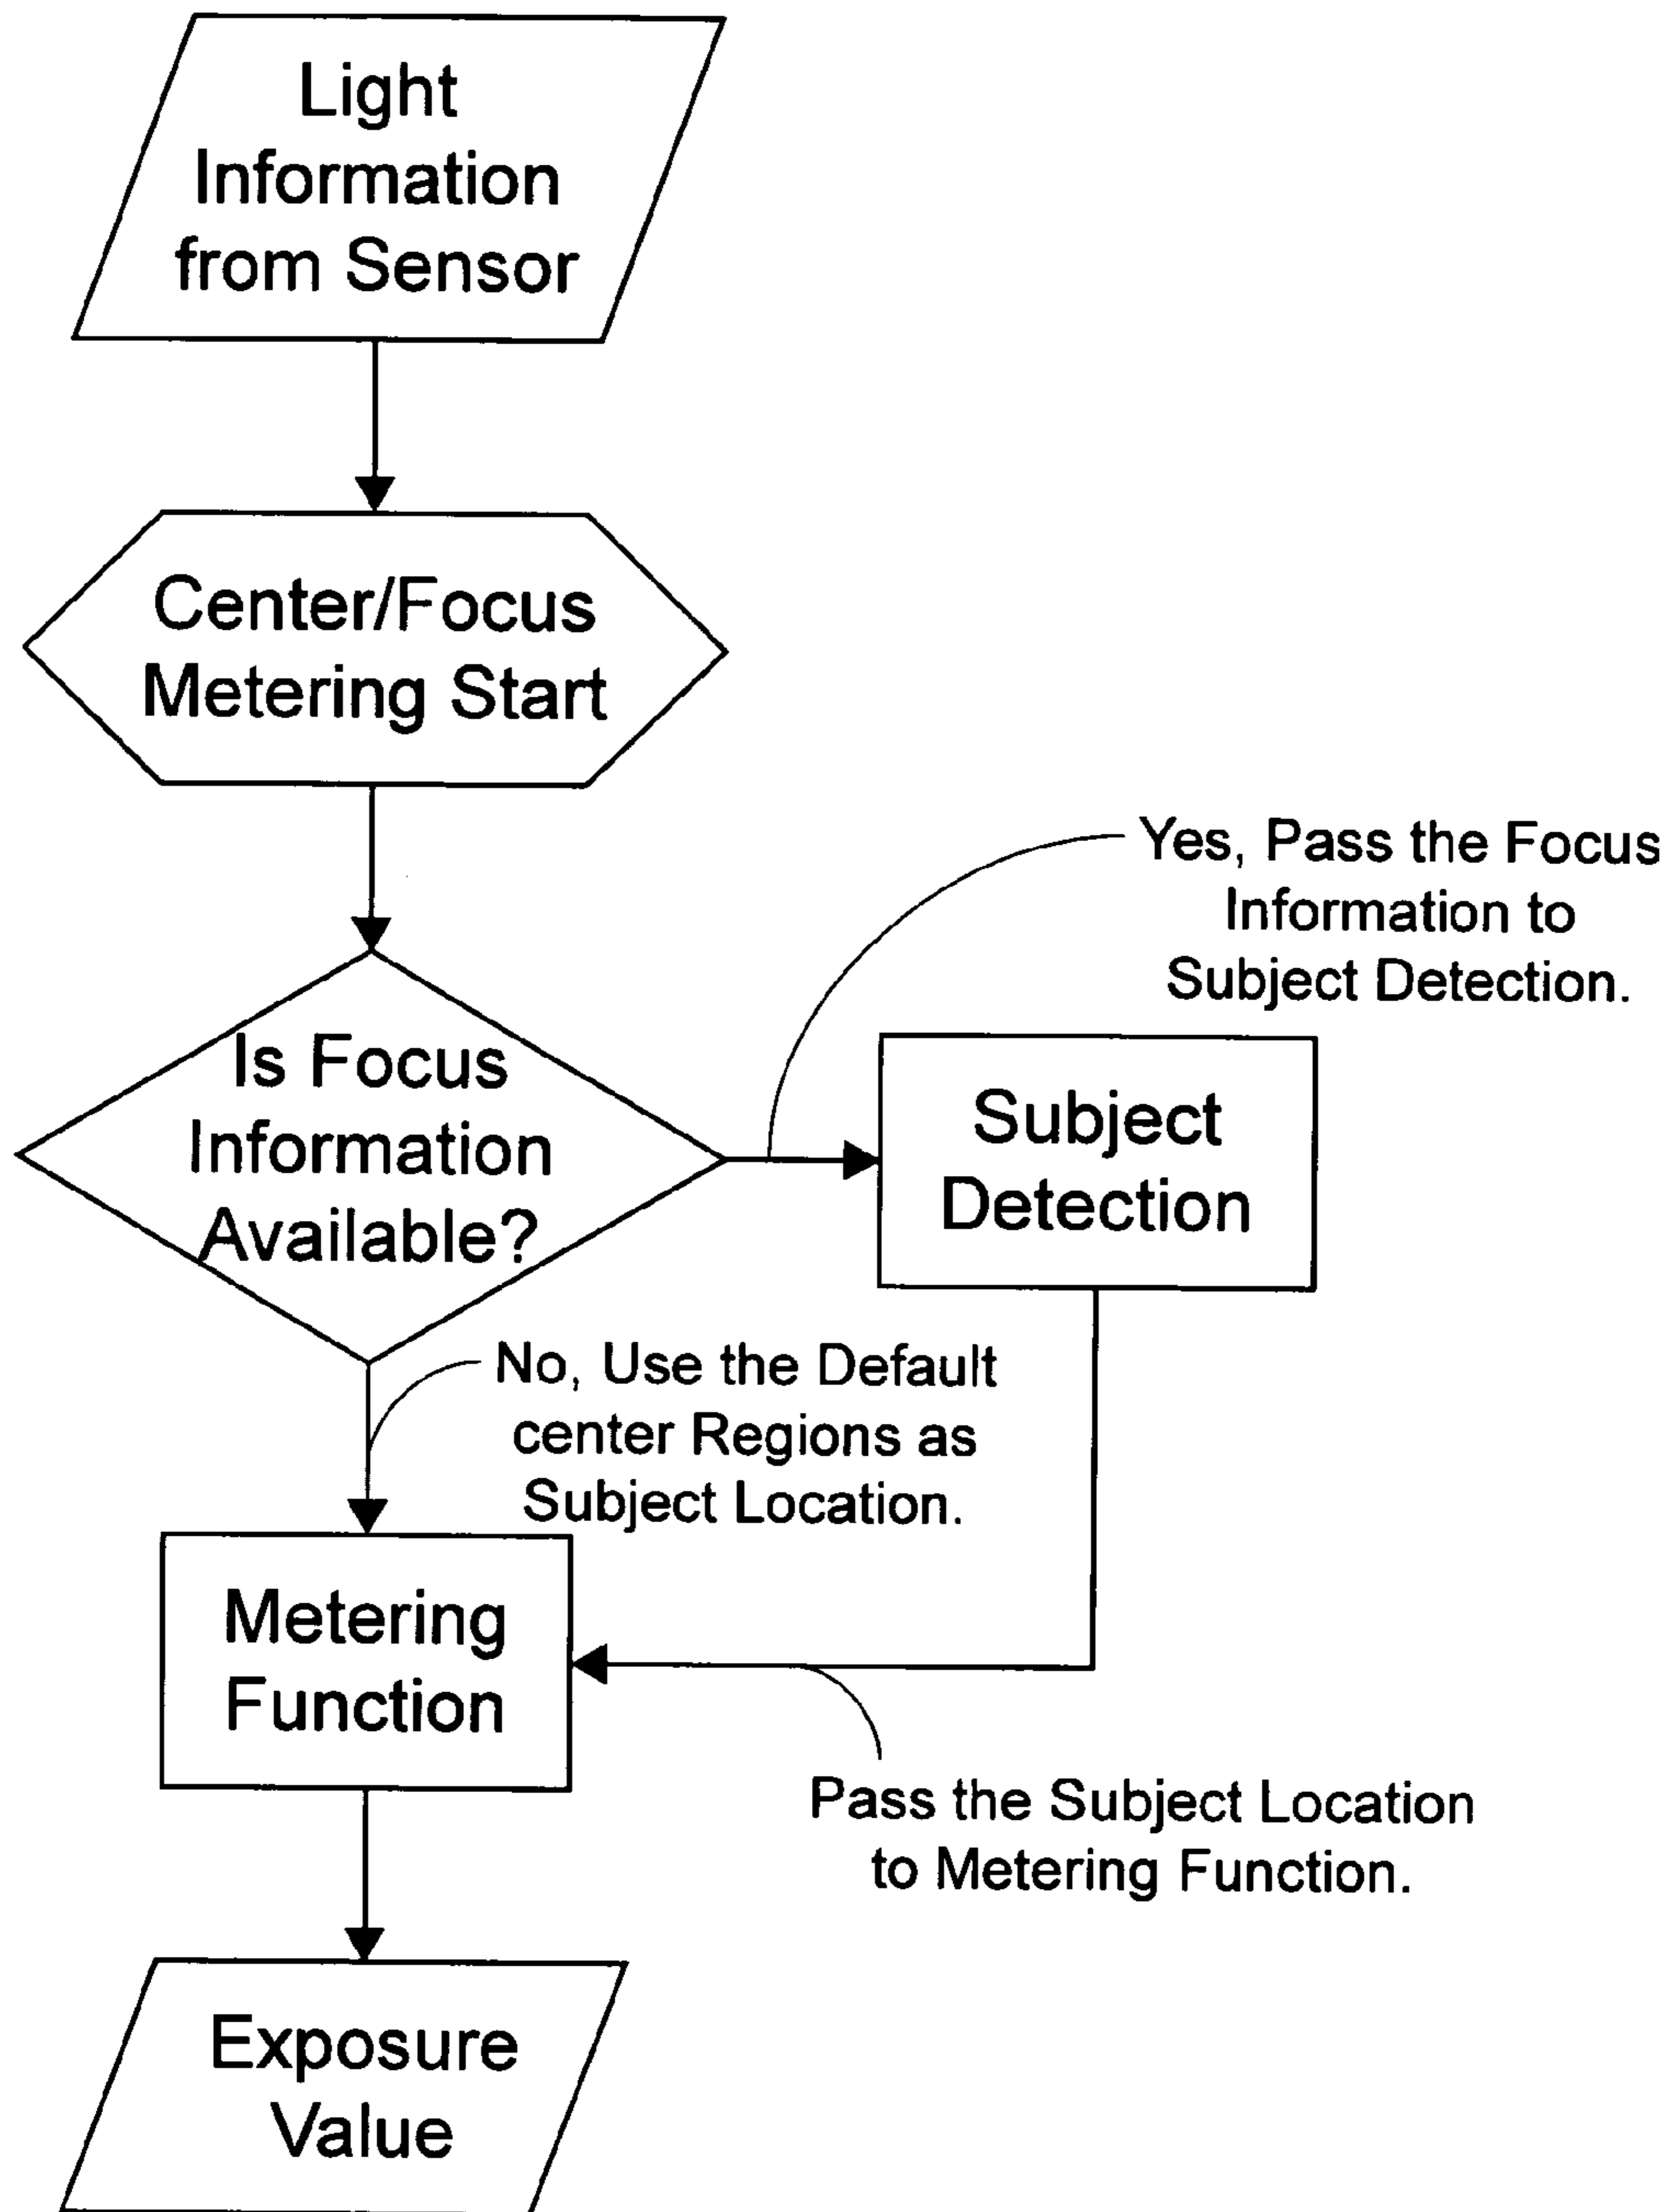 Light
Information
from Sensor
Center/Focus
Metering Start
Yes, Pass the Focus
Information to
Subject Detection.
Is Focus
Information
Available?
Subject
Detection
No, Use the Default
center Regions as
Subject Location.
Metering
Function
Pass the Subject Location
to Metering Function.
Exposure
Value